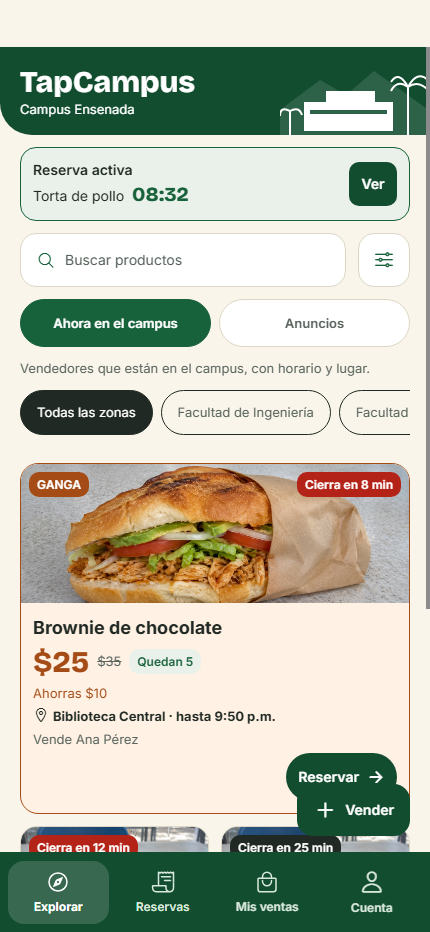 TapCampus
Campus Ensenada
Reserva activa
Torta de pollo 08:32
Ver
Buscar productos
Ahora en el campus
Anuncios
Vendedores que están en el campus, con horario y lugar.
Todas las zonas
Facultad de Ingeniería
Facultad
GANGA
Cierra en 8 min
Brownie de chocolate
$25 $35 Quedan 5
Ahorras $10
Biblioteca Central · hasta 9:50 p.m.
Vende Ana Pérez
Reservar
Vender
Cierra en 12 min
Cierra en 25 min
Explorar
Reservas
Mis ventas
Cuenta